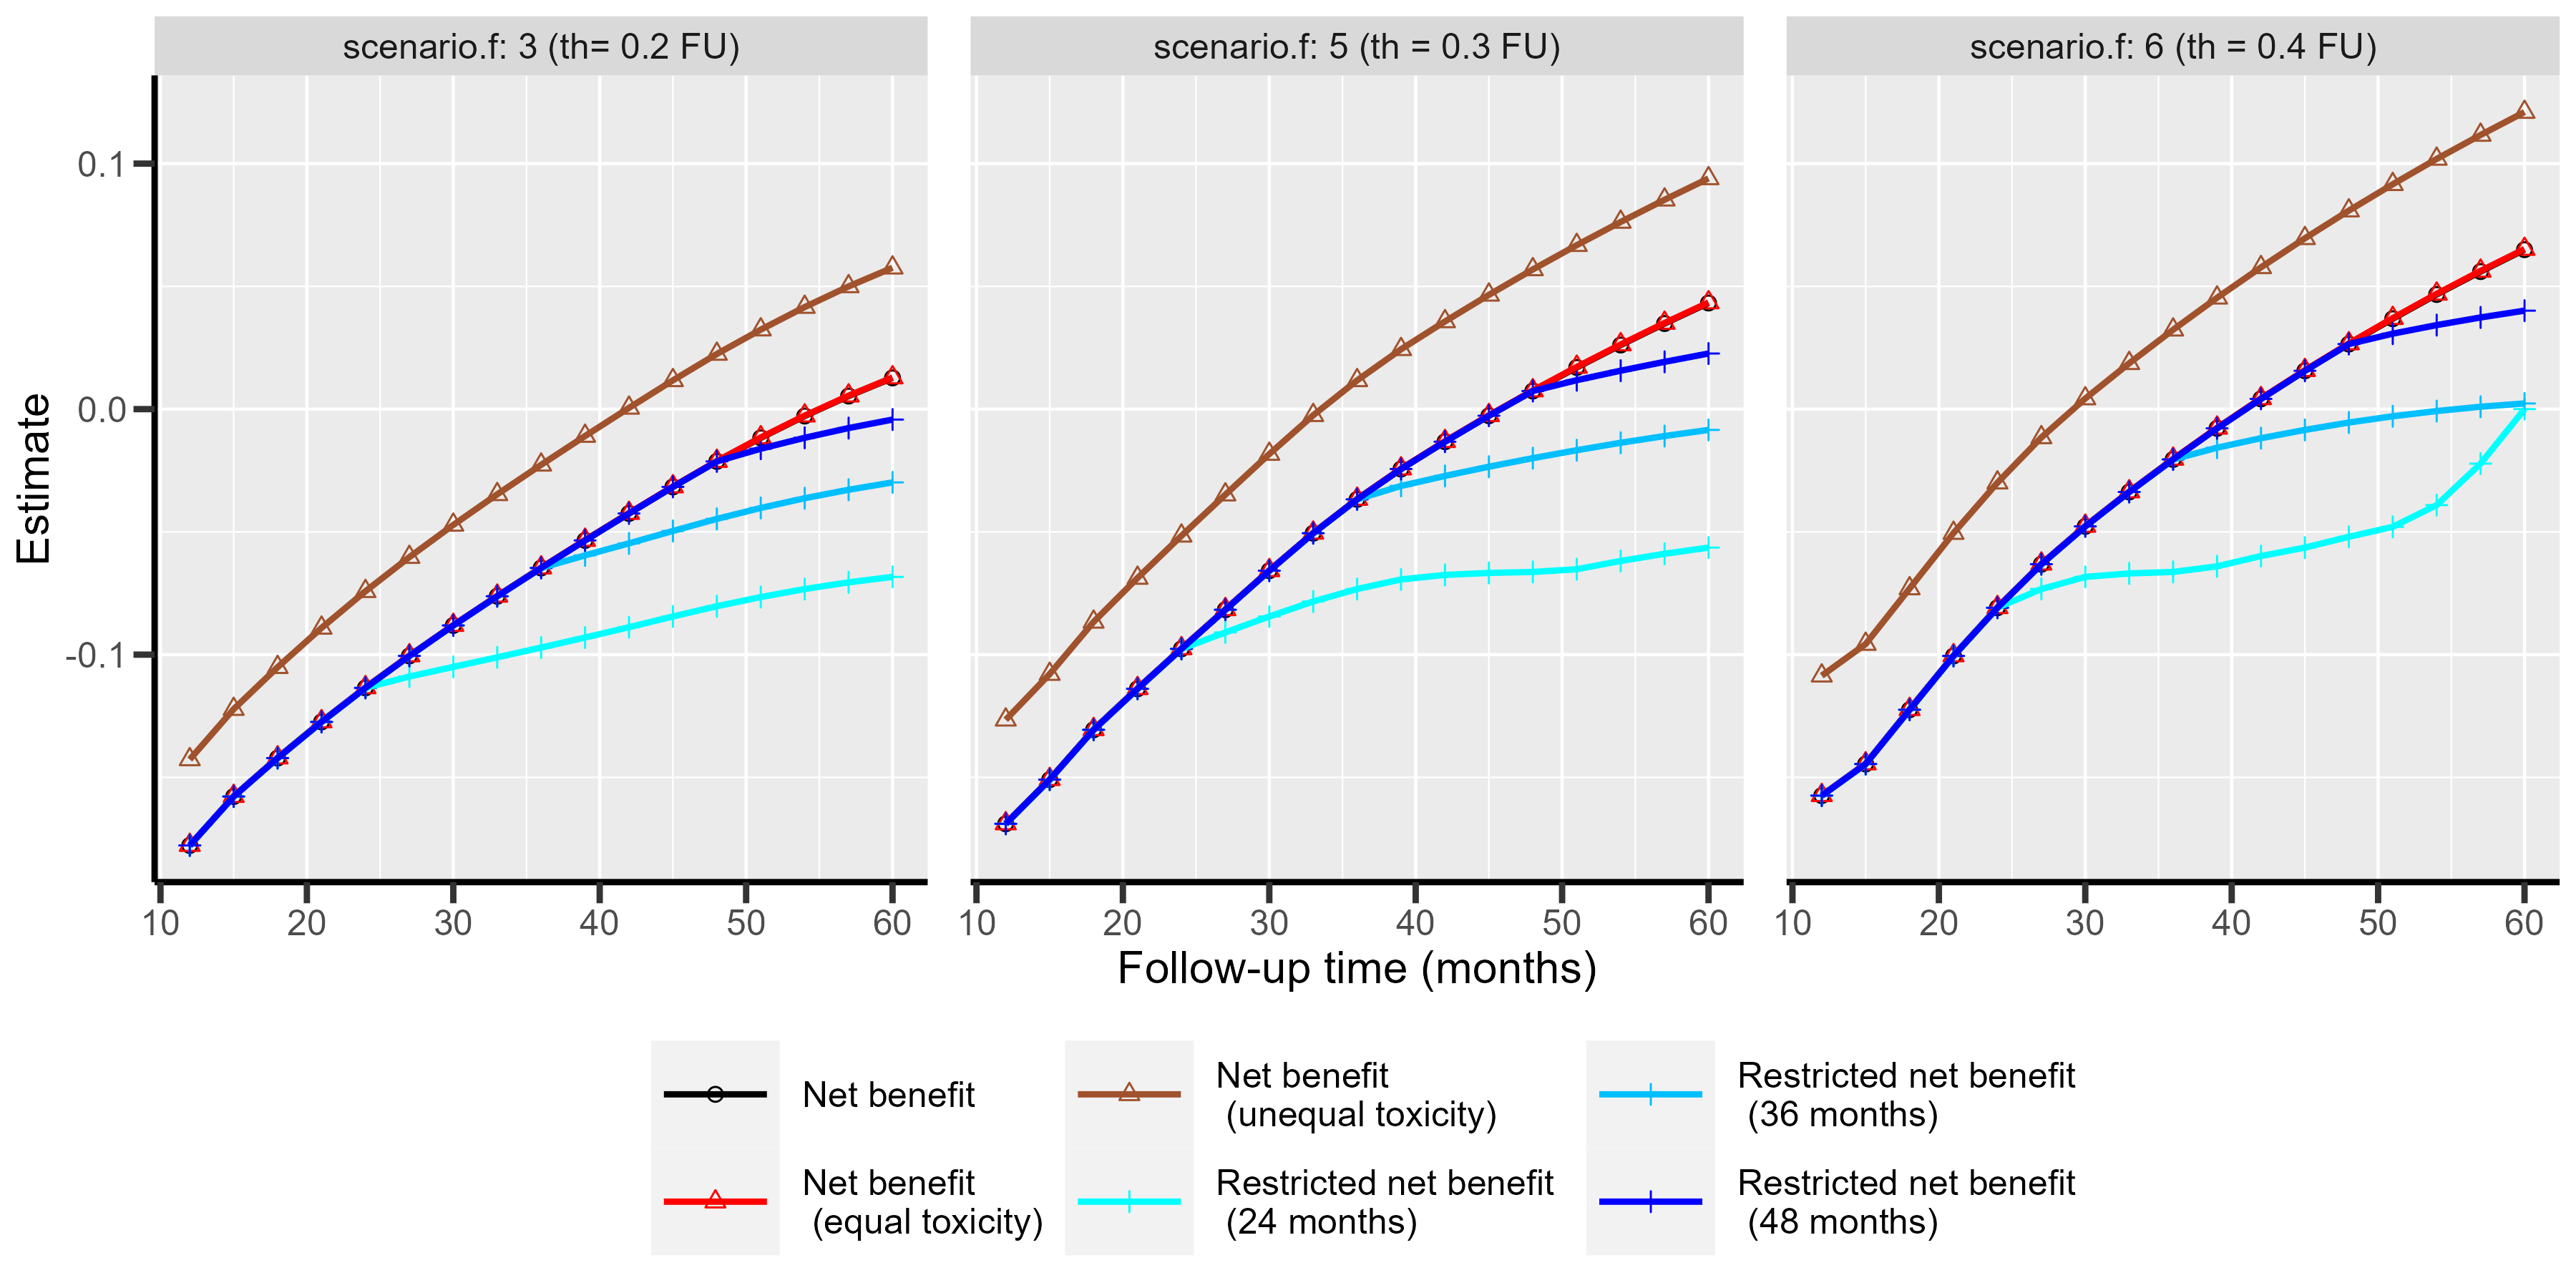 scenario.f: 3 (th= 0.2 FU)
scenario.f: 5 (th = 0.3 FU)
scenario.f: 6 (th = 0.4 FU)
Estimate
0.1
0.0
-0.1
10 20 30 40 50 60
10 20 30 40 50 60
10 20 30 40 50 60
Follow-up time (months)
Net benefit
Net benefit
(equal toxicity)
Net benefit
(unequal toxicity)
Restricted net benefit
(24 months)
Restricted net benefit
(36 months)
Restricted net benefit
(48 months)